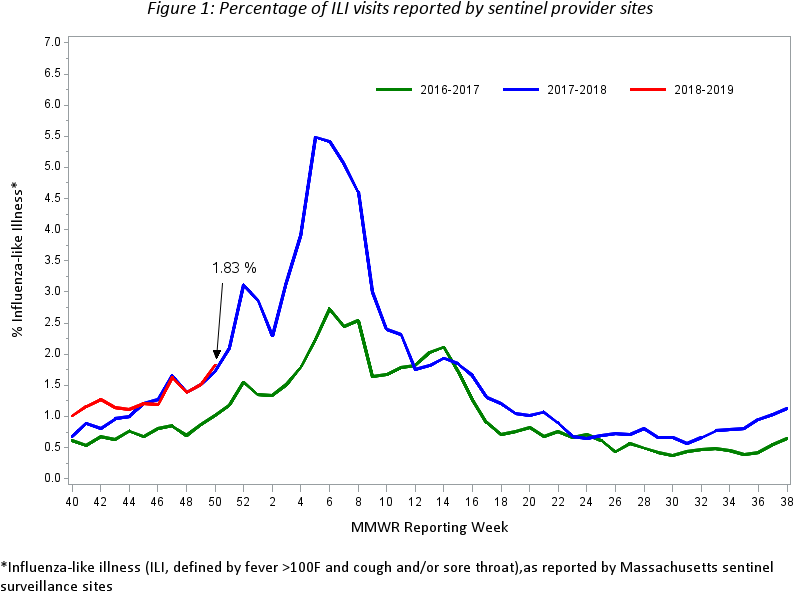 Figure 1: Percentage of ILI visits reported by sentinel provider sites
7.0
6.5
6.0
5.5
5.0
4.5
4.0
3.5
3.0
2.5
2.0
1.5
1.0
0.5
0.0
% Influenza-like Illness*
2016-2017 2017-2018 2018-2019
1.83 %
40 42 44 46 48 50 52 2 4 6 8 10 12 14 16 18 20 22 24 26 28 30 32 34 36 38
MMWR Reporting Week
*Influenza-like illness (ILI, defined by fever >100F and cough and/or sore throat),as reported by Massachusetts sentinel
surveillance sites